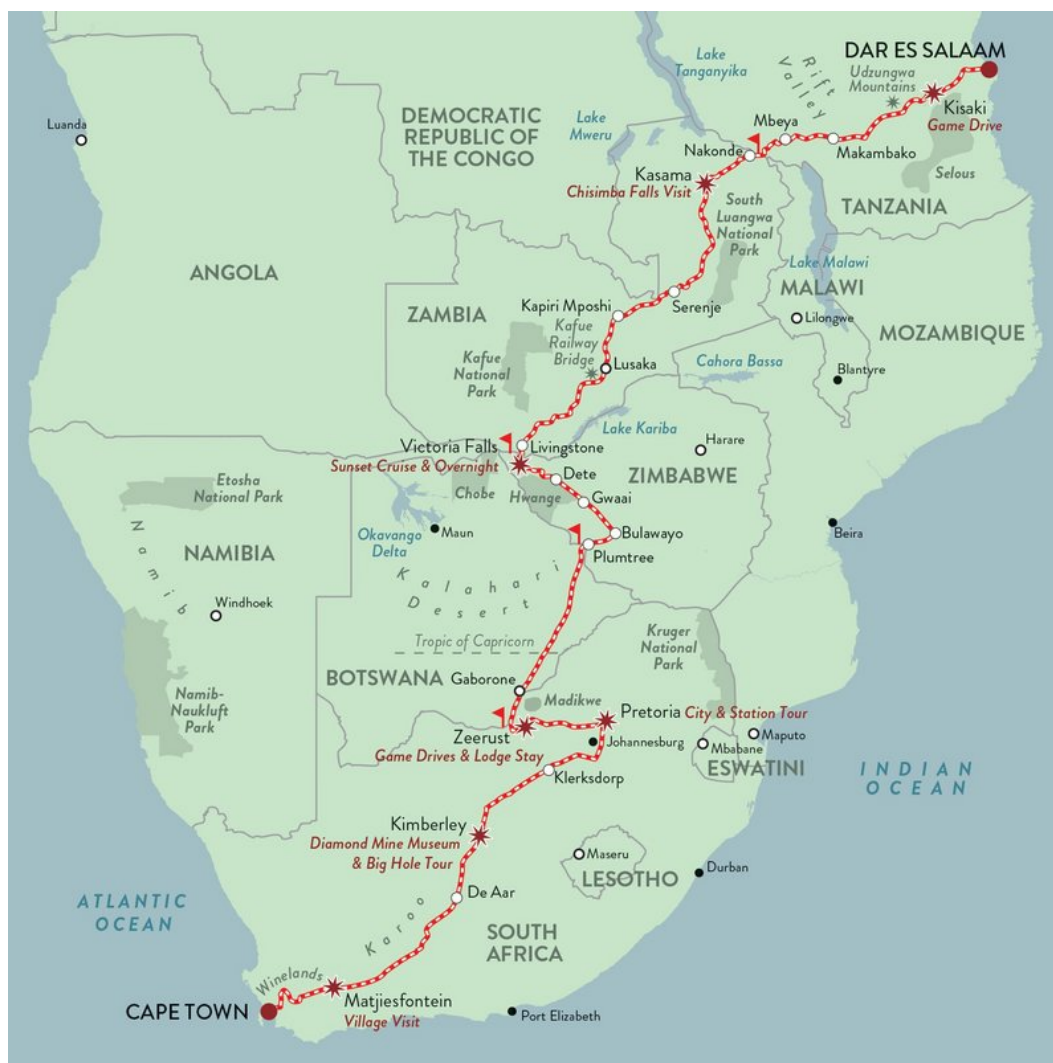 DAR ES SALAAM
Lake
Tanganyika
Rift
Valley
Udzungwa
Mountains
Kisaki
Game Drive
Luanda
DEMOCRATIC
REPUBLIC OF
THE CONGO
Lake
Mweru
Mbeya
Nakonde
Makambako
Selous
Kasama
Chisimba Falls Visit
TANZANIA
South
Luangwa
National
Park
ANGOLA
Lake Malawi
MALAWI
ZAMBIA
Kapiri Mposhi
Serenje
Lilongwe
MOZAMBIQUE
Kafue
Railway
Bridge
Kafue
National
Park
Lusaka
Cahora Bassa
Blantyre
Lake Kariba
Victoria Falls
Livingstone
Sunset Cruise & Overnight
Harare
Dete
ZIMBABWE
Chobe
Hwange
Gwaai
Etosha
National Park
Okavango
Delta
Maun
Bulawayo
Plumtree
Beira
NAMIBIA
Namib
Kalahari
Desert
Windhoek
Tropic of Capricorn
Kruger
National
Park
BOTSWANA
Gaborone
Madikwe
Namib-
Naukluft
Park
Pretoria City & Station Tour
Zeerust
Game Drives & Lodge Stay
Johannesburg
Maputo
Mbabane
ESWATINI
INDIAN
OCEAN
Klerksdorp
Kimberley
Diamond Mine Museum
& Big Hole Tour
Maseru
LESOTHO
Durban
De Aar
ATLANTIC
OCEAN
Karoo
SOUTH
AFRICA
Winelands
CAPE TOWN
Matjiesfontein
Village Visit
Port Elizabeth